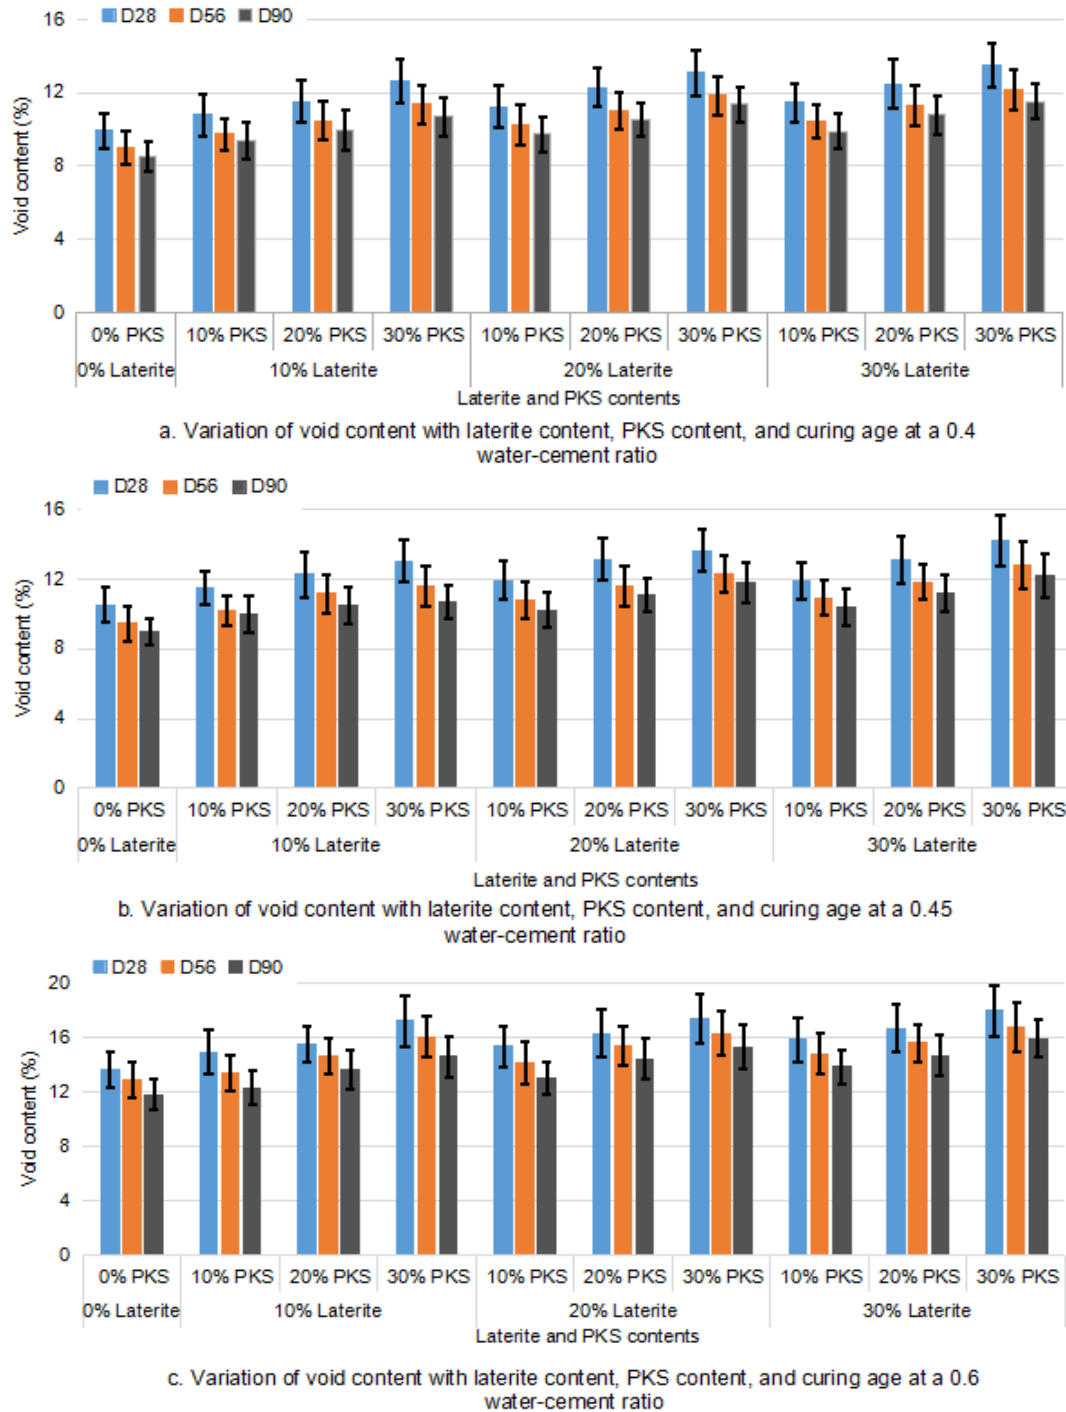 D28 D56 D90
16
12
8
4
0
Void content (%)
0% PKS 10% PKS 20% PKS 30% PKS 10% PKS 20% PKS 30% PKS 10% PKS 20% PKS 30% PKS
0% Laterite 10% Laterite 20% Laterite 30% Laterite
Laterite and PKS contents
a. Variation of void content with laterite content, PKS content, and curing age at a 0.4
water-cement ratio
D28 D56 D90
16
12
8
4
0
Void content (%)
0% PKS 10% PKS 20% PKS 30% PKS 10% PKS 20% PKS 30% PKS 10% PKS 20% PKS 30% PKS
0% Laterite 10% Laterite 20% Laterite 30% Laterite
Laterite and PKS contents
b. Variation of void content with laterite content, PKS content, and curing age at a 0.45
water-cement ratio
D28 D56 D90
20
16
12
8
4
0
Void content (%)
0% PKS 10% PKS 20% PKS 30% PKS 10% PKS 20% PKS 30% PKS 10% PKS 20% PKS 30% PKS
0% Laterite 10% Laterite 20% Laterite 30% Laterite
Laterite and PKS contents
c. Variation of void content with laterite content, PKS content, and curing age at a 0.6
water-cement ratio